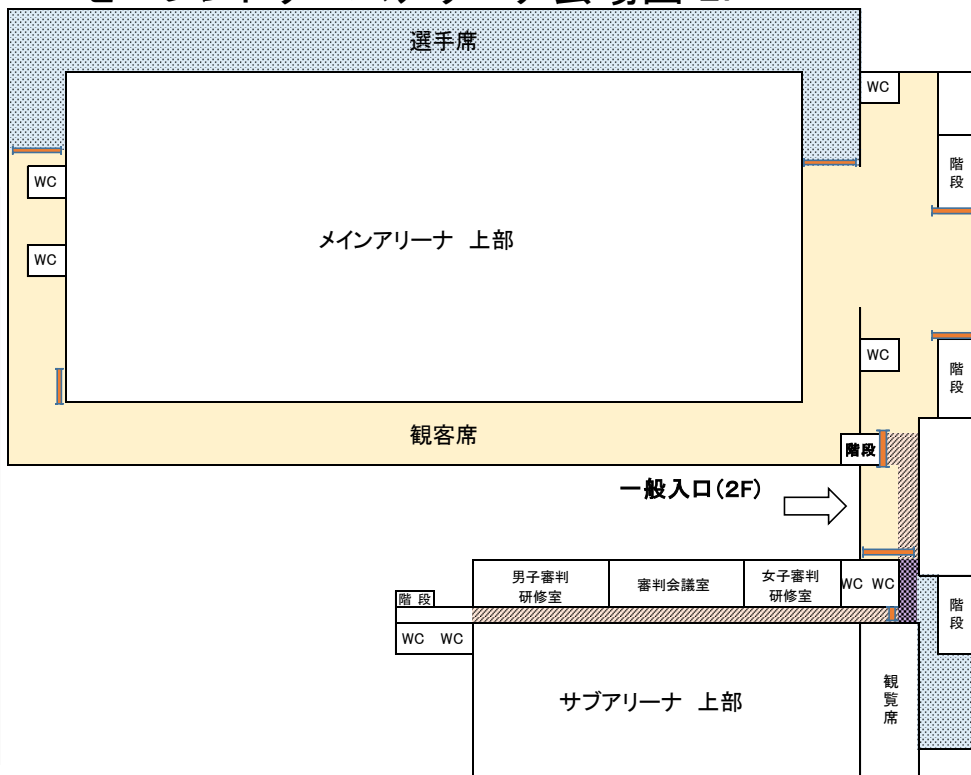 選手席
WC
階段
WC
メインアリーナ 上部
WC
WC
階段
観客席
階段
一般入口(2F)
男子審判
研修室
審判会議室
女子審判
研修室
WC WC
階 段
階段
WC WC
サブアリーナ 上部
観覧席